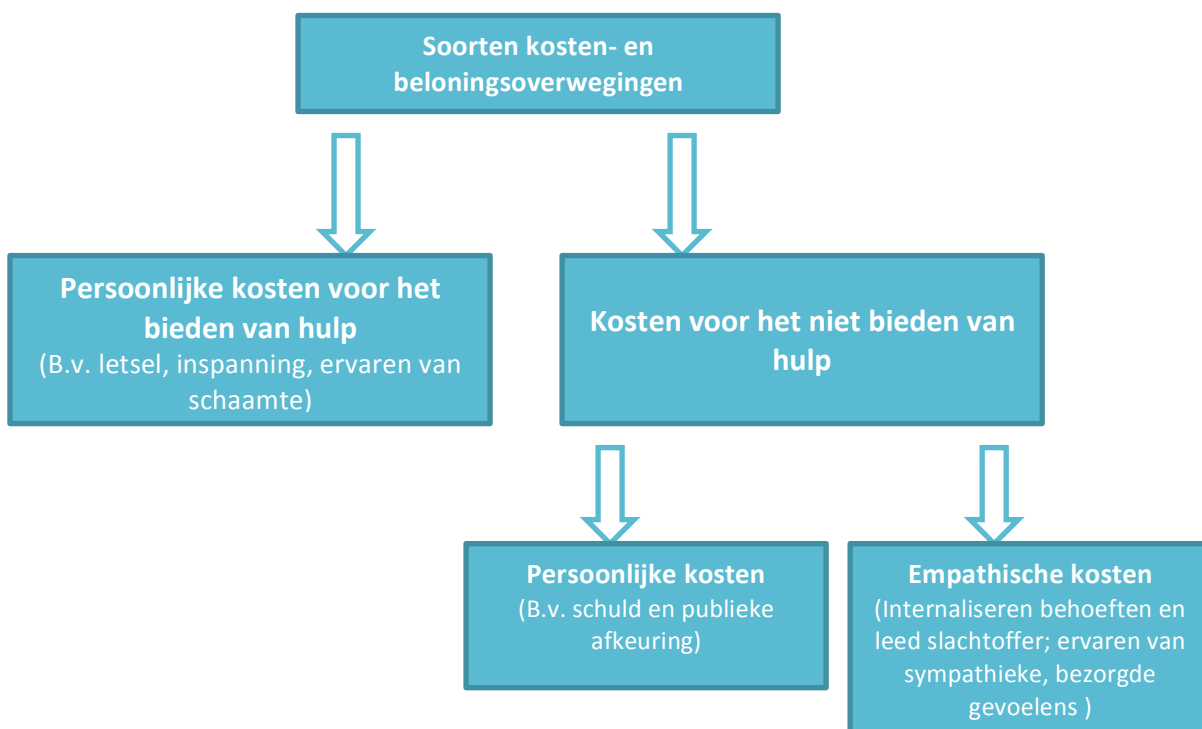 Soorten kosten- en
beloningsoverwegingen
Persoonlijke kosten voor het
bieden van hulp
(B.v. letsel, inspanning, ervaren van
schaamte)
Kosten voor het niet bieden van
hulp
Persoonlijke kosten
(B.v. schuld en publieke
afkeuring)
Empathische kosten
(Internaliseren behoeften en
leed slachtoffer; ervaren van
sympathieke, bezorgde
gevoelens )